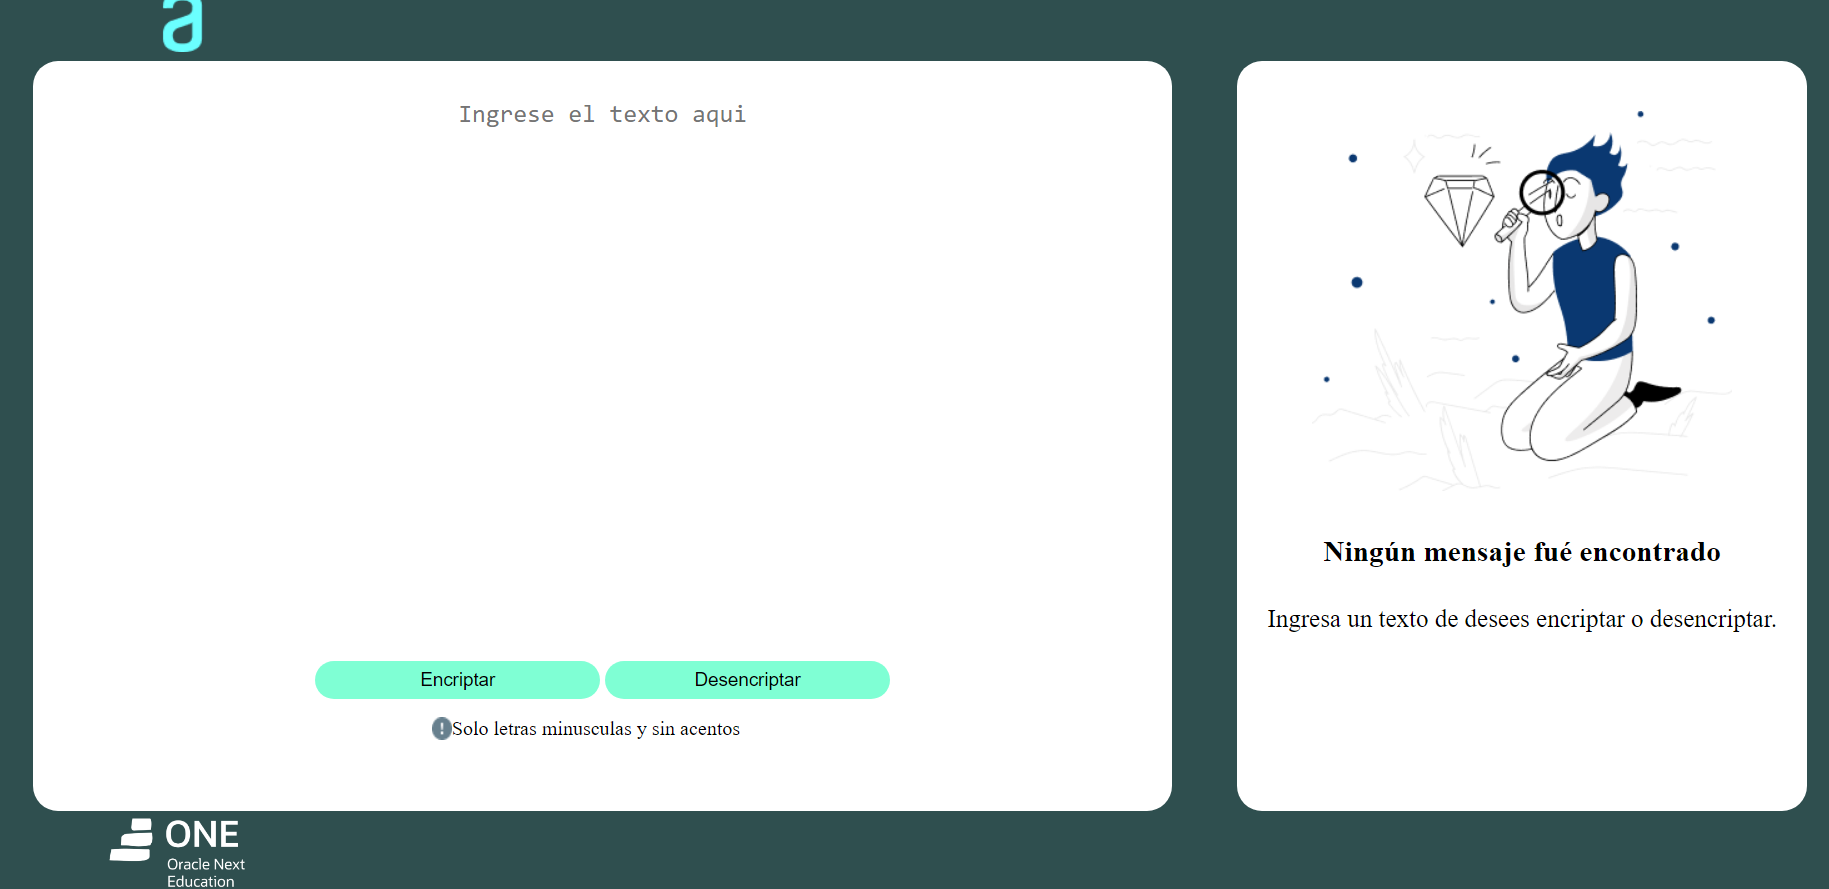 a
Ingrese el texto aqui
Encriptar
Desencriptar
!Solo letras minusculas y sin acentos
Ningún mensaje fué encontrado
Ingresa un texto de desees encriptar o desencriptar.
ONE
Oracle Next
Education